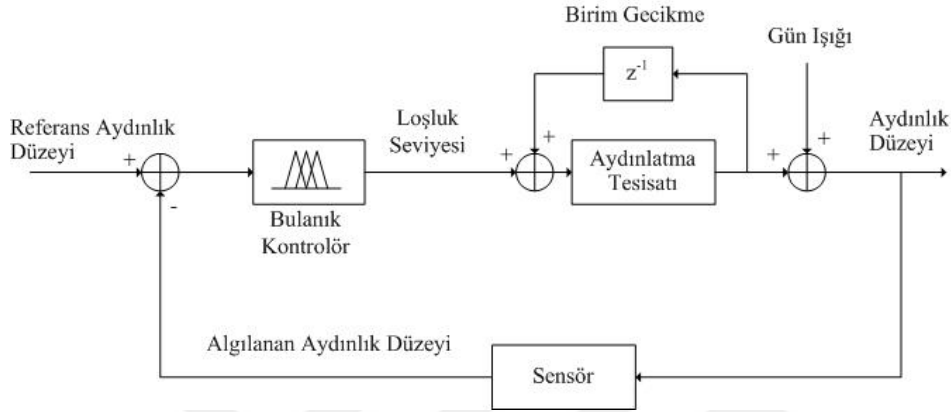 Birim Gecikme
Gün Işığı
z-1
Referans Aydınlık
Düzeyi
Loşluk
Seviyesi
Aydınlık
Düzeyi
+
+
+
+
+
+
Aydınlatma
Tesisatı
-
Bulanık
Kontrolör
Algılanan Aydınlık Düzeyi
Sensör